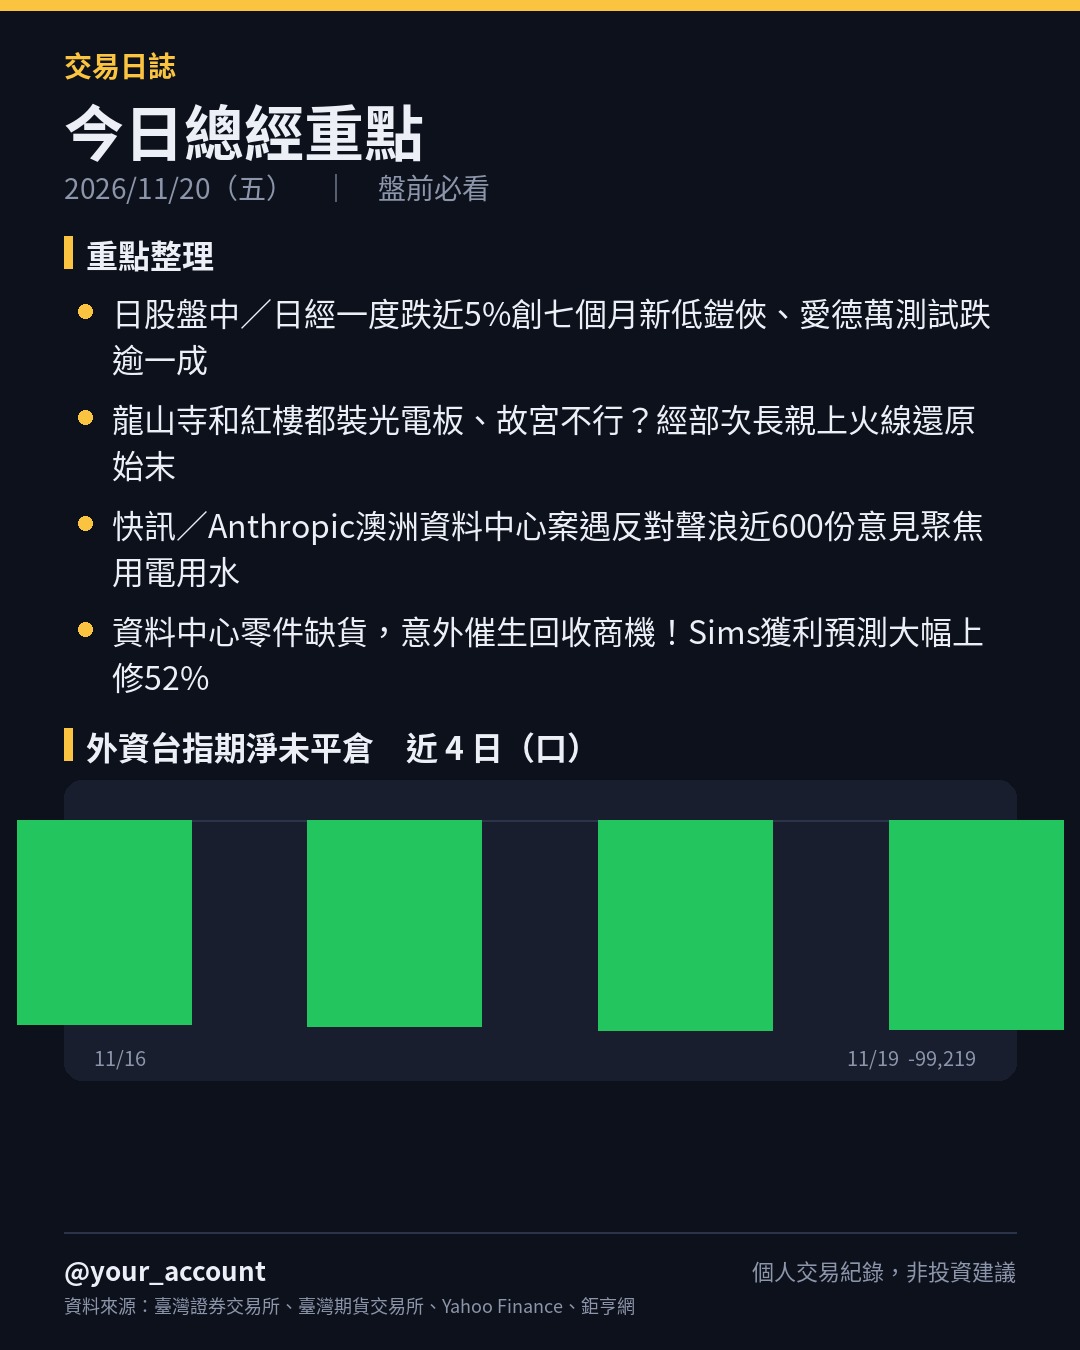 交易日誌
今日總經重點
2026/11/20（五）　｜　盤前必看
重點整理
日股盤中／日經一度跌近5%創七個月新低鎧俠、愛德萬測試跌
逾一成
龍山寺和紅樓都裝光電板、故宮不行？經部次長親上火線還原
始末
快訊／Anthropic澳洲資料中心案遇反對聲浪近600份意見聚焦
用電用水
資料中心零件缺貨，意外催生回收商機！Sims獲利預測大幅上
修52%
外資台指期淨未平倉　近 4 日（口）
11/16
11/19 -99,219
@your_account
個人交易紀錄，非投資建議
資料來源：臺灣證券交易所、臺灣期貨交易所、Yahoo Finance、鉅亨網